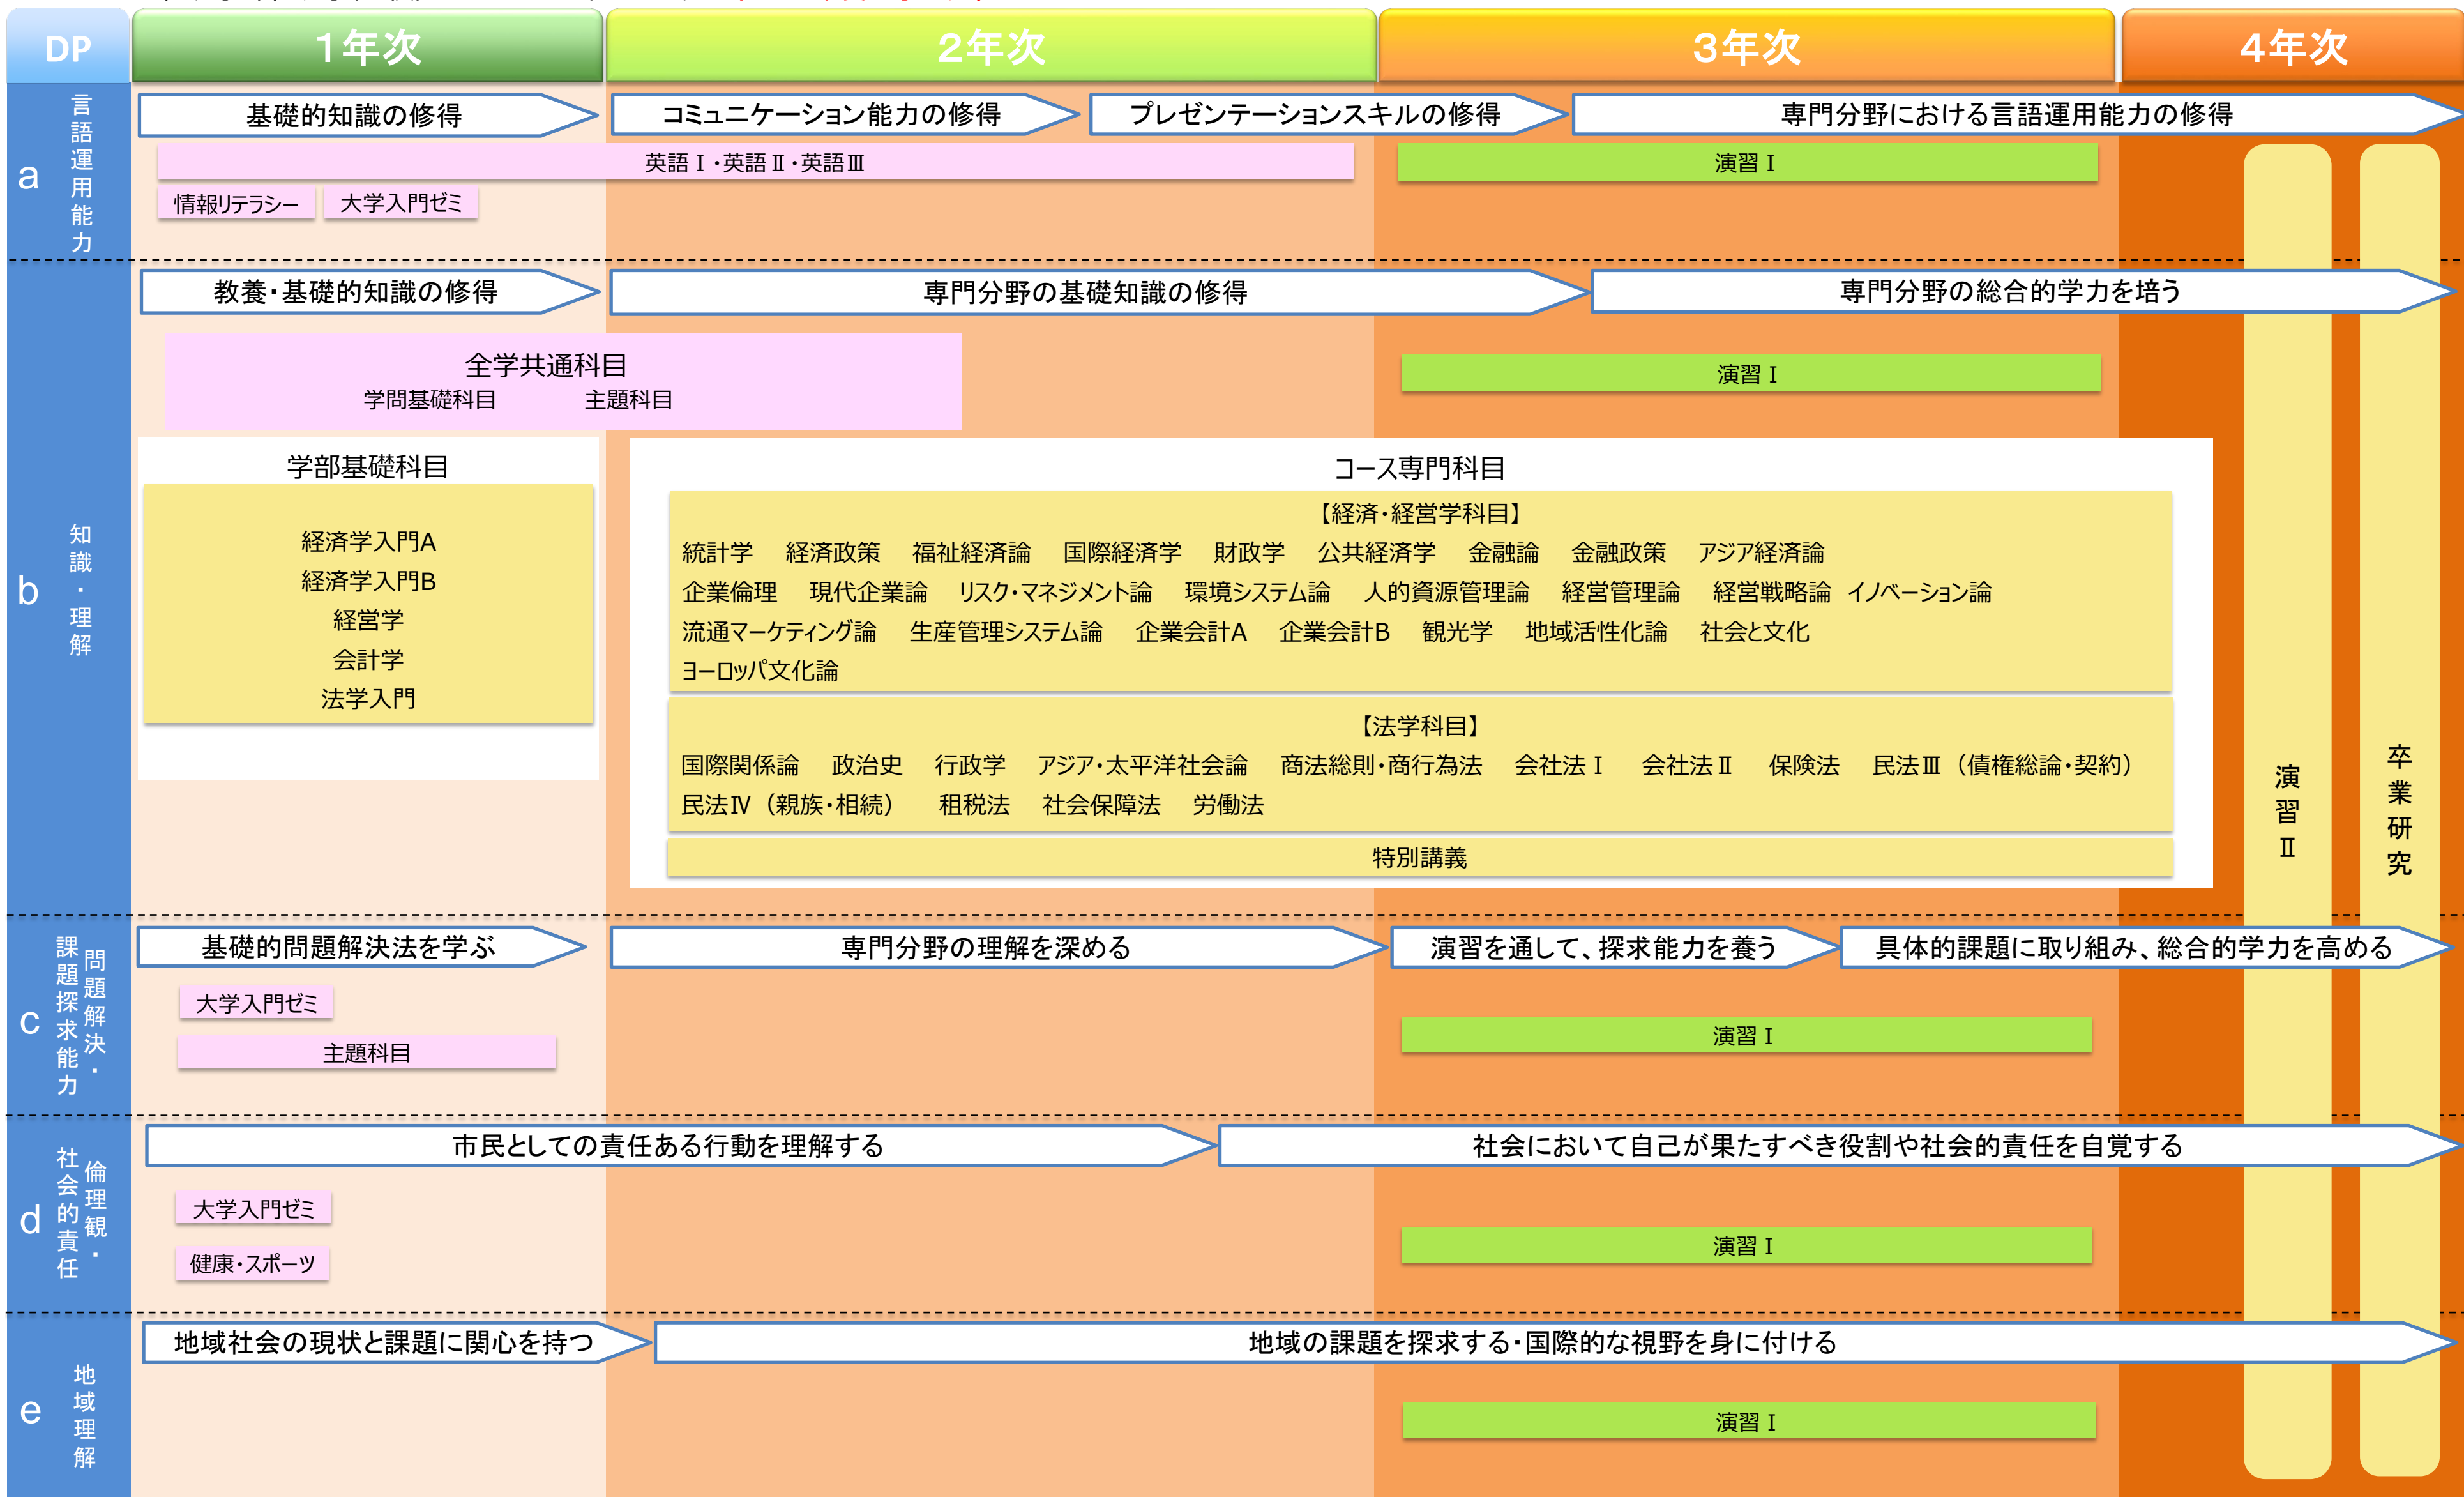 DP
1年次
2年次
3年次
4年次
a
言語運用能力
基礎的知識の修得
コミュニケーション能力の修得
プレゼンテーションスキルの修得
専門分野における言語運用能力の修得
英語Ⅰ・英語Ⅱ・英語Ⅲ
演習Ⅰ
情報リテラシー
大学入門ゼミ
b
知識・理解
教養・基礎的知識の修得
専門分野の基礎知識の修得
専門分野の総合的学力を培う
全学共通科目
学問基礎科目 主題科目
演習Ⅰ
学部基礎科目
経済学入門A
経済学入門B
経営学
会計学
法学入門
コース専門科目
【経済・経営学科目】
統計学 経済政策 福祉経済論 国際経済学 財政学 公共経済学 金融論 金融政策 アジア経済論
企業倫理 現代企業論 リスク・マネジメント論 環境システム論 人的資源管理論 経営管理論 経営戦略論 イノベーション論
流通マーケティング論 生産管理システム論 企業会計A 企業会計B 観光学 地域活性化論 社会と文化
ヨーロッパ文化論
【法学科目】
国際関係論 政治史 行政学 アジア・太平洋社会論 商法総則・商行為法 会社法Ⅰ 会社法Ⅱ 保険法 民法Ⅲ（債権総論・契約）
民法Ⅳ（親族・相続） 租税法 社会保障法 労働法
特別講義
演習Ⅱ
卒業研究
c
問題解決・
課題探求能力
基礎的問題解決法を学ぶ
専門分野の理解を深める
演習を通して、探求能力を養う
具体的課題に取り組み、総合的学力を高める
大学入門ゼミ
主題科目
演習Ⅰ
d
倫理観・
社会的責任
市民としての責任ある行動を理解する
社会において自己が果たすべき役割や社会的責任を自覚する
大学入門ゼミ
健康・スポーツ
演習Ⅰ
e
地域理解
地域社会の現状と課題に関心を持つ
地域の課題を探求する・国際的な視野を身に付ける
演習Ⅰ